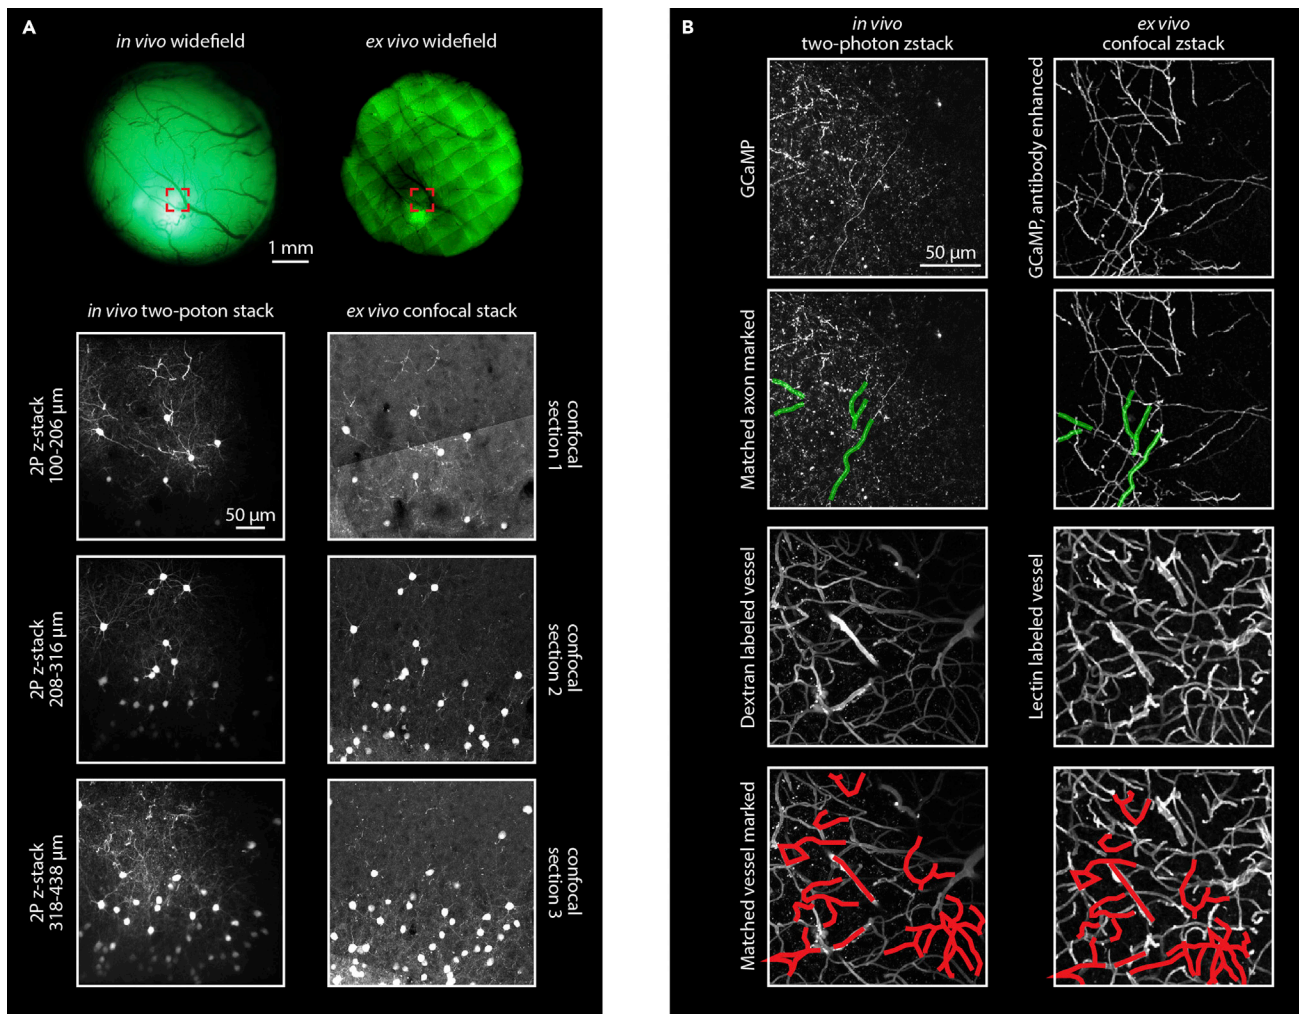 A
in vivo widefield
ex vivo widefield
1 mm
in vivo two-poton stack
ex vivo confocal stack
2P z-stack
100-206 µm
50 µm
confocal
section 1
2P z-stack
208-316 µm
confocal
section 2
2P z-stack
318-438 µm
confocal
section 3
B
in vivo
two-photon zstack
ex vivo
confocal zstack
GCaMP
50 µm
GCaMP, antibody enhanced
Matched axon marked
Dextran labeled vessel
Lectin labeled vessel
Matched vessel marked